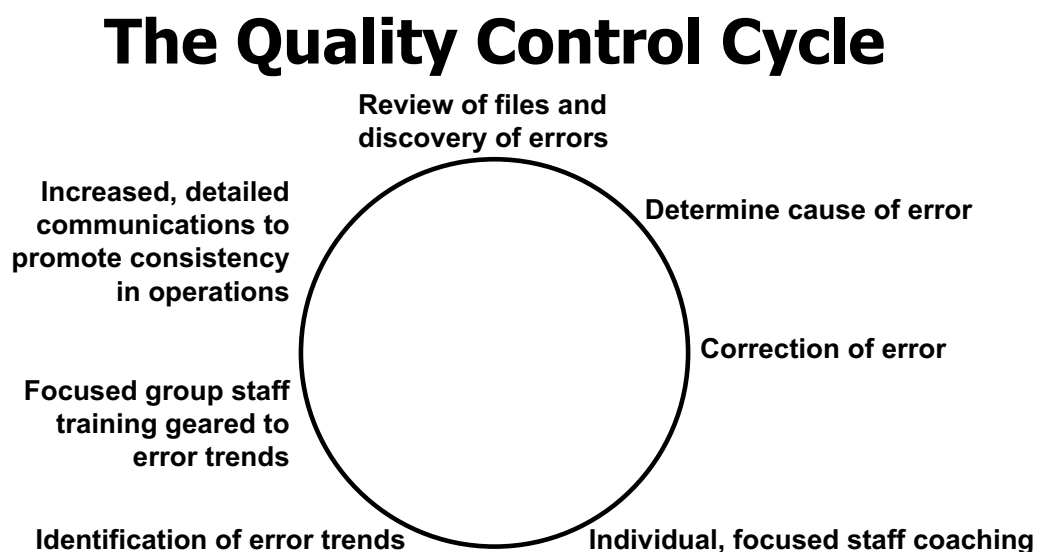 The Quality Control Cycle
Review of files and
discovery of errors
Determine cause of error
Correction of error
Individual, focused staff coaching
Identification of error trends
Focused group staff
training geared to
error trends
Increased, detailed
communications to
promote consistency
in operations